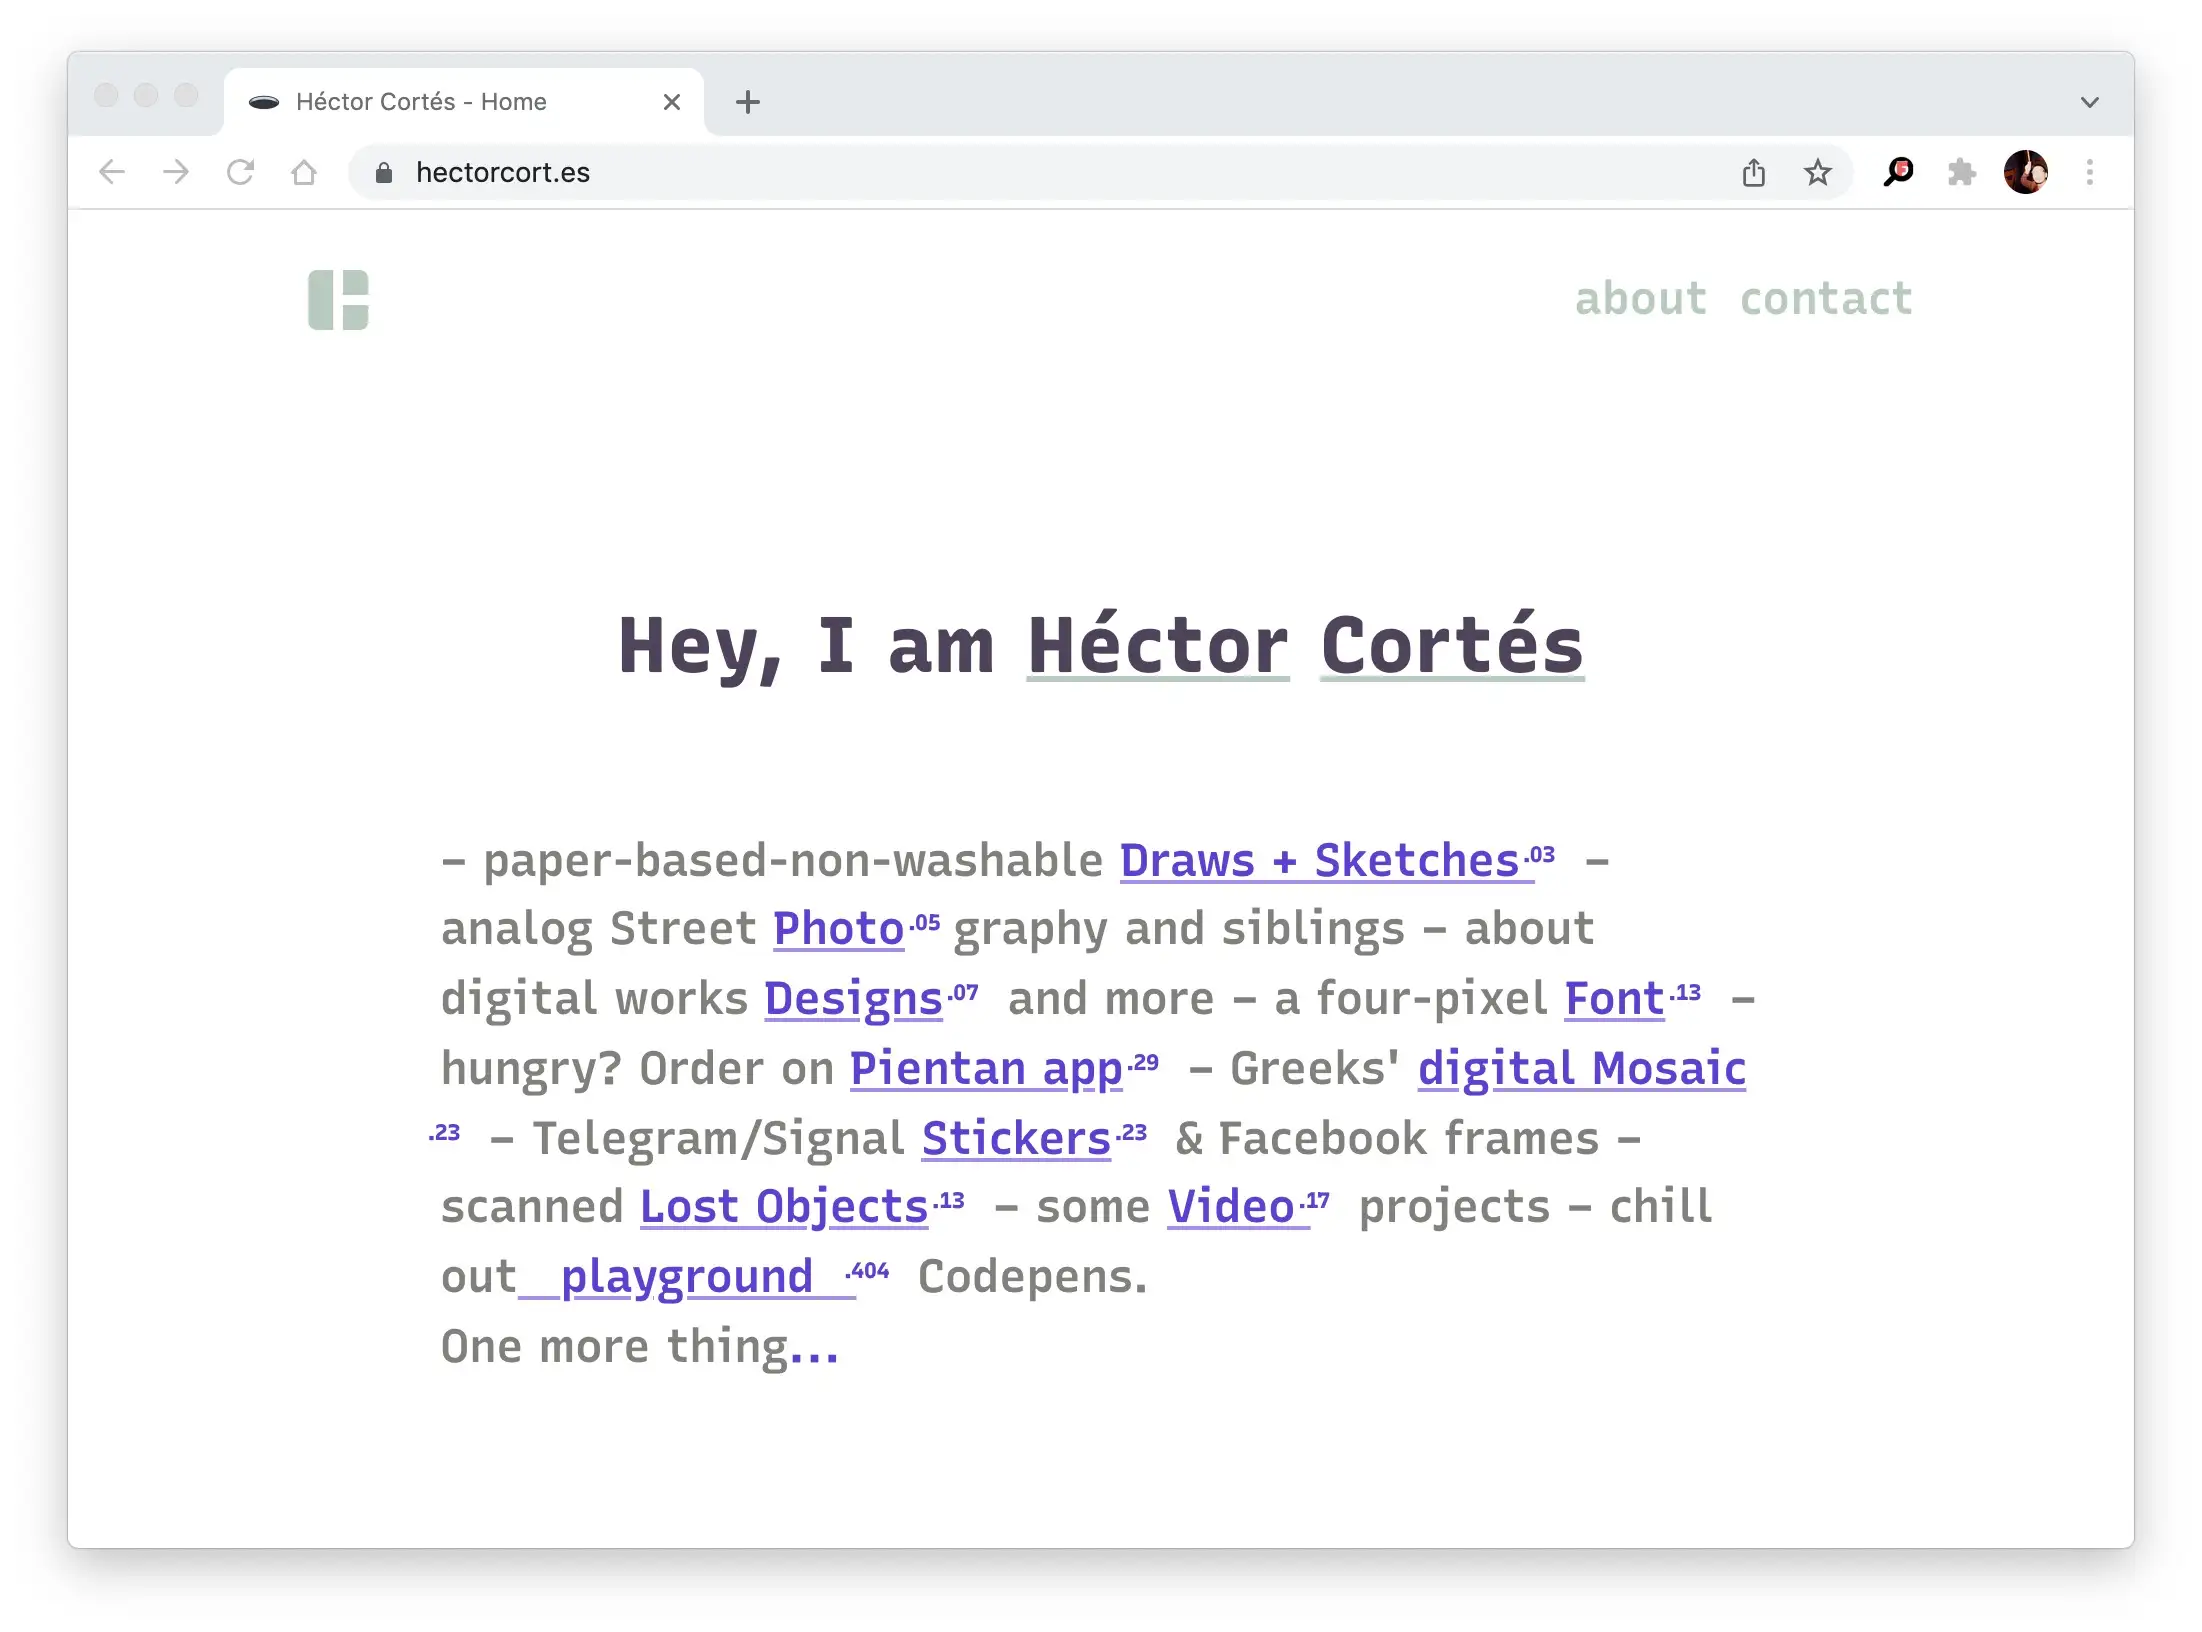 Héctor Cortés - Home
hectorcort.es
about contact
Hey, I am Héctor Cortés
– paper-based-non-washable Draws + Sketches.03 –
analog Street Photo.05 graphy and siblings – about
digital works Designs.07 and more – a four-pixel Font.13 –
hungry? Order on Pientan app.29 – Greeks' digital Mosaic
.23 – Telegram/Signal Stickers.23 & Facebook frames –
scanned Lost Objects.13 – some Video.17 projects – chill
out playground .404 Codepens.
One more thing...